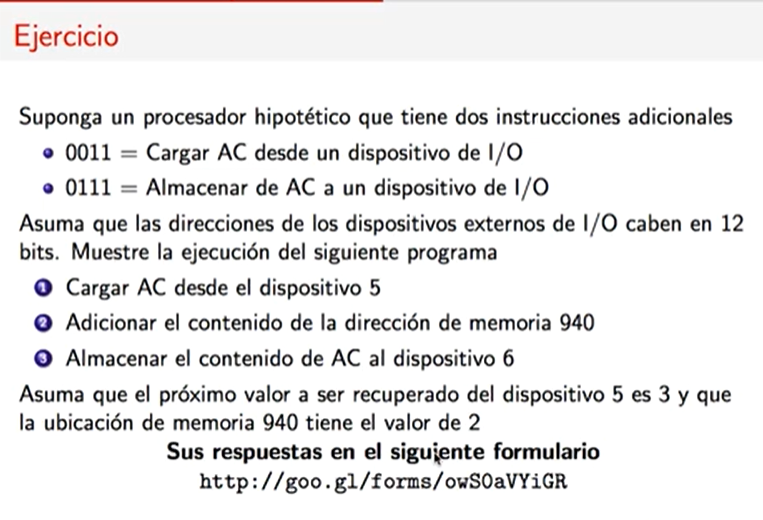 Ejercicio
Suponga un procesador hipotético que tiene dos instrucciones adicionales
0011 = Cargar AC desde un dispositivo de I/O
0111 = Almacenar de AC a un dispositivo de I/O
Asuma que las direcciones de los dispositivos externos de I/O caben en 12
bits. Muestre la ejecución del siguiente programa
1 Cargar AC desde el dispositivo 5
2 Adicionar el contenido de la dirección de memoria 940
3 Almacenar el contenido de AC al dispositivo 6
Asuma que el próximo valor a ser recuperado del dispositivo 5 es 3 y que
la ubicación de memoria 940 tiene el valor de 2
Sus respuestas en el siguiente formulario
http://goo.gl/forms/owSOaVYiGR